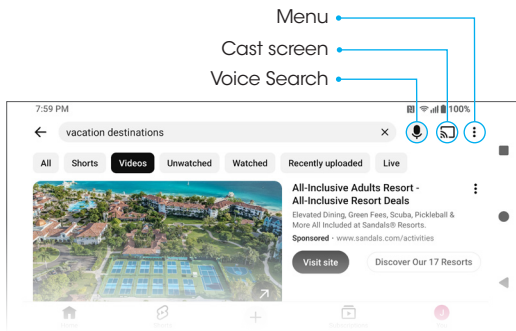 Menu
Cast screen
Voice Search
7:59 PM
100%
vacation destinations
All
Shorts
Videos
Unwatched
Watched
Recently uploaded
Live
All-Inclusive Adults Resort -
All-Inclusive Resort Deals
Elevated Dining, Green Fees, Scuba, Pickleball &
More All Included at Sandals® Resorts.
Sponsored · www.sandals.com/activities
Visit site
Discover Our 17 Resorts